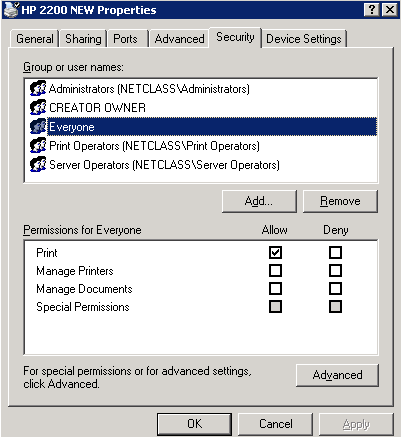 HP 2200 NEW Properties
General Sharing Ports Advanced Security Device Settings
Group or user names:
Administrators (NETCLASS\Administrators)
CREATOR OWNER
Everyone
Print Operators (NETCLASS\Print Operators)
Server Operators (NETCLASS\Server Operators)
Add... Remove
Permissions for Everyone Allow Deny
Print
Manage Printers
Manage Documents
Special Permissions
For special permissions or for advanced settings,
click Advanced.
Advanced
OK Cancel Apply